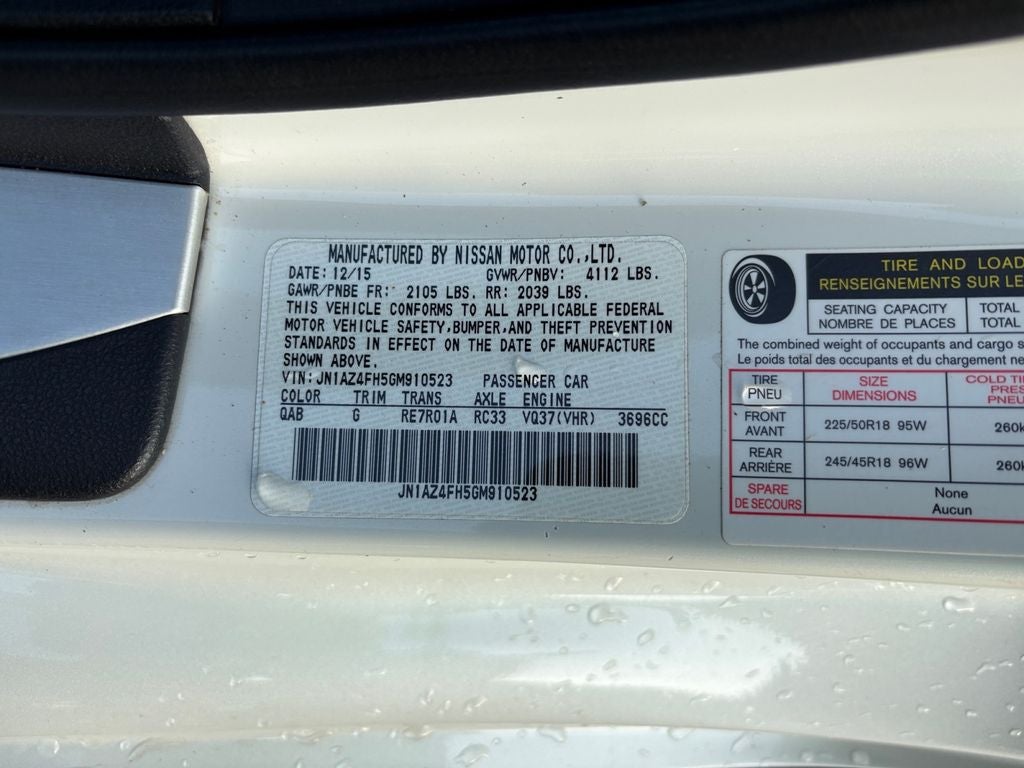 MANUFACTURED BY NISSAN MOTOR CO.,LTD.
DATE: 12/15 GVWR/PNBV: 4112 LBS.
GAWR/PNBE FR: 2105 LBS. RR: 2039 LBS.
THIS VEHICLE CONFORMS TO ALL APPLICABLE FEDERAL
MOTOR VEHICLE SAFETY,BUMPER,AND THEFT PREVENTION
STANDARDS IN EFFECT ON THE DATE OF MANUFACTURE
SHOWN ABOVE.
VIN: JN1AZ4FH5GM910523 PASSENGER CAR
COLOR TRIM TRANS AXLE ENGINE
QAB G RE7R01A RC33 VQ37(VHR) 3696CC
JN1AZ4FH5GM910523
TIRE AND LOAD
RENSEIGNEMENTS SUR LE
SEATING CAPACITY TOTAL
NOMBRE DE PLACES TOTAL
The combined weight of occupants and cargo s
Le poids total des occupants et du chargement ne
TIRE SIZE COLD TI
PNEU DIMENSIONS PRES
PNEU
FRONT
AVANT 225/50R18 95W 260k
REAR
ARRIÈRE 245/45R18 96W 260k
SPARE None
DE SECOURS Aucun